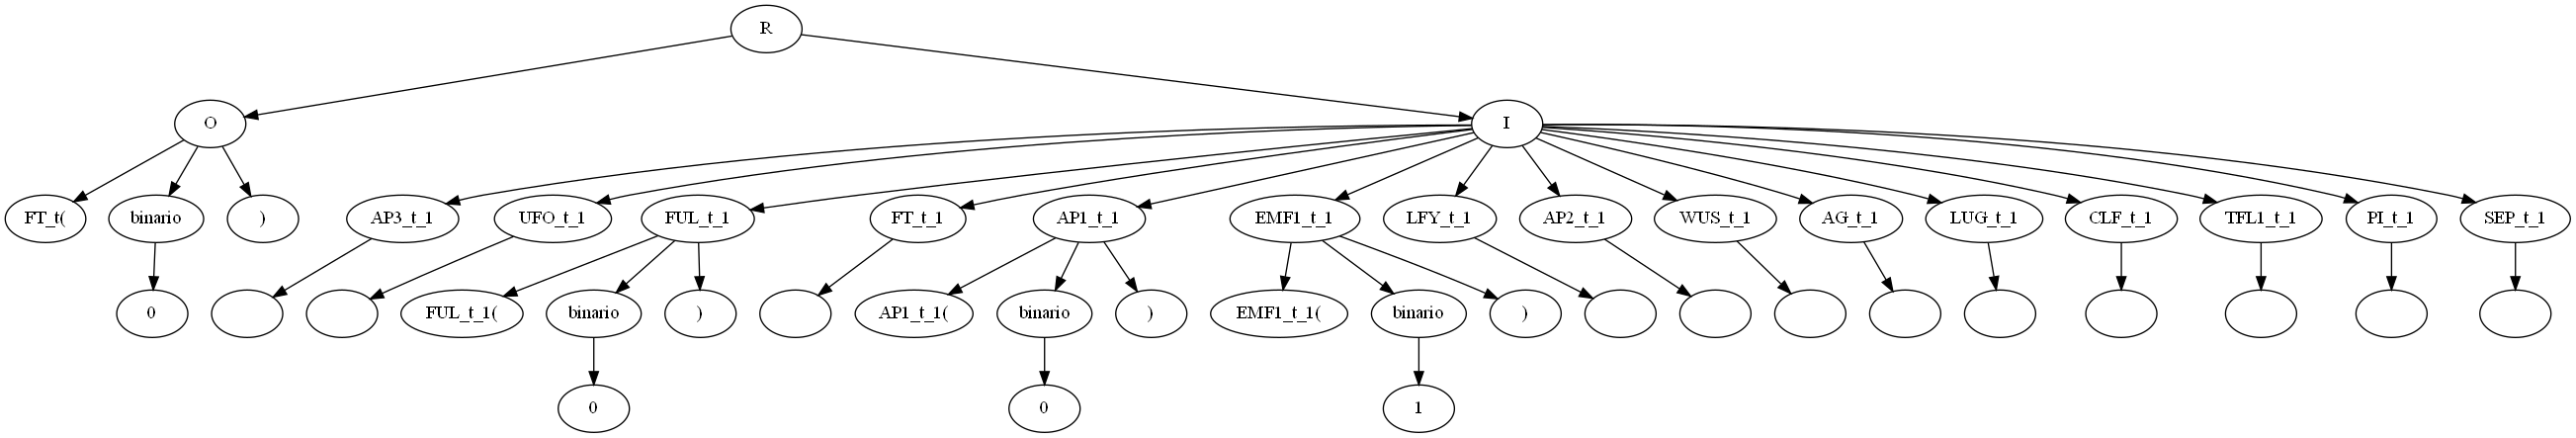 R
O
I
FT_t(
binario
)
AP3_t_1
UFO_t_1
FUL_t_1
FT_t_1
AP1_t_1
EMF1_t_1
LFY_t_1
AP2_t_1
WUS_t_1
AG_t_1
LUG_t_1
CLF_t_1
TFL1_t_1
PI_t_1
SEP_t_1
0
FUL_t_1(
binario
)
AP1_t_1(
binario
)
EMF1_t_1(
binario
)
0
0
1